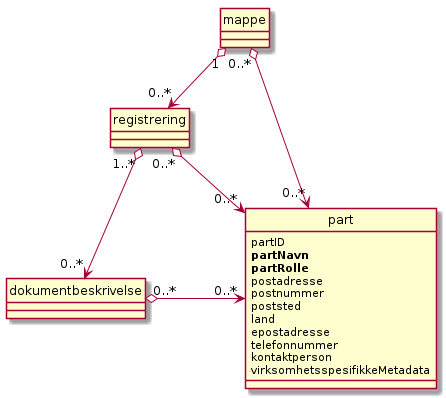 mappe
1 0..*
0..*
registrering
1..* 0..*
0..*
0..*
part
partID
partNavn
partRolle
postadresse
postnummer
poststed
land
epostadresse
telefonnummer
kontaktperson
virksomhetsspesifikkeMetadata
0..*
dokumentbeskrivelse
0..* 0..*